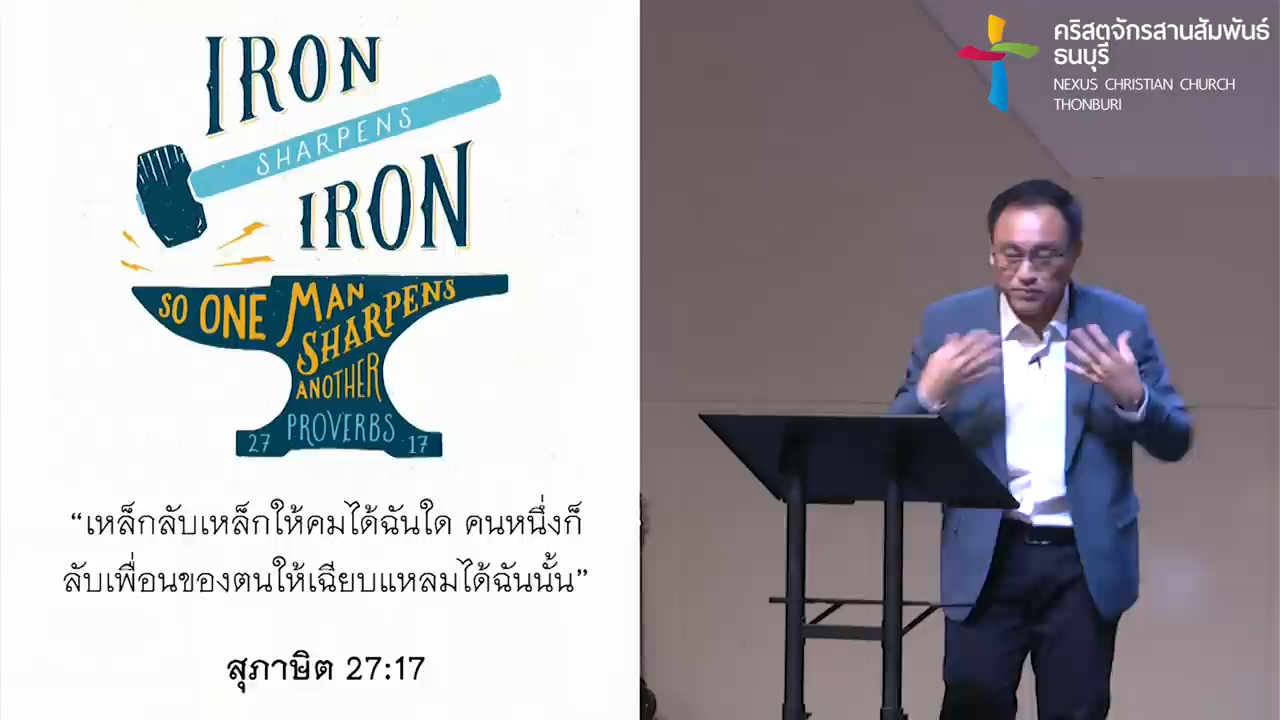 IRON
SHARPENS
IRON
SO ONE MAN
SHARPENS
ANOTHER
PROVERBS
27 17
“เหล็กลับเหล็กให้คมได้ฉันใด คนหนึ่งก็
ลับเพื่อนของตนให้เฉียบแหลมได้ฉันนั้น”
สุภาษิต 27:17
คริสตจักรสานสัมพันธ์
ธนบุรี
NEXUS CHRISTIAN CHURCH
THONBURI